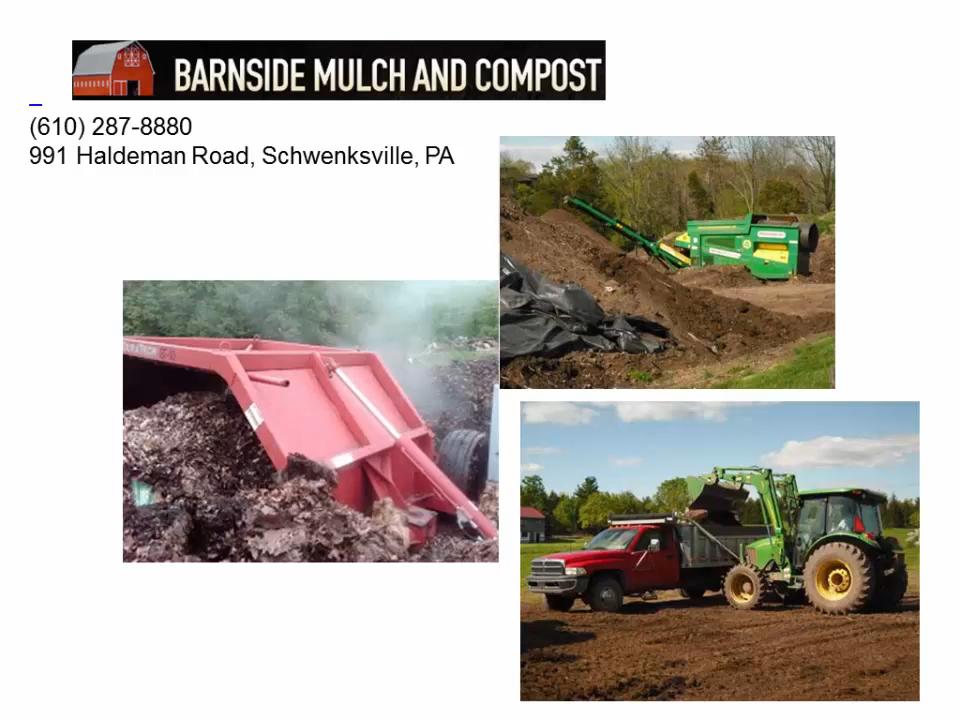 BARNSIDE MULCH AND COMPOST
(610) 287-8880
991 Haldeman Road, Schwenksville, PA